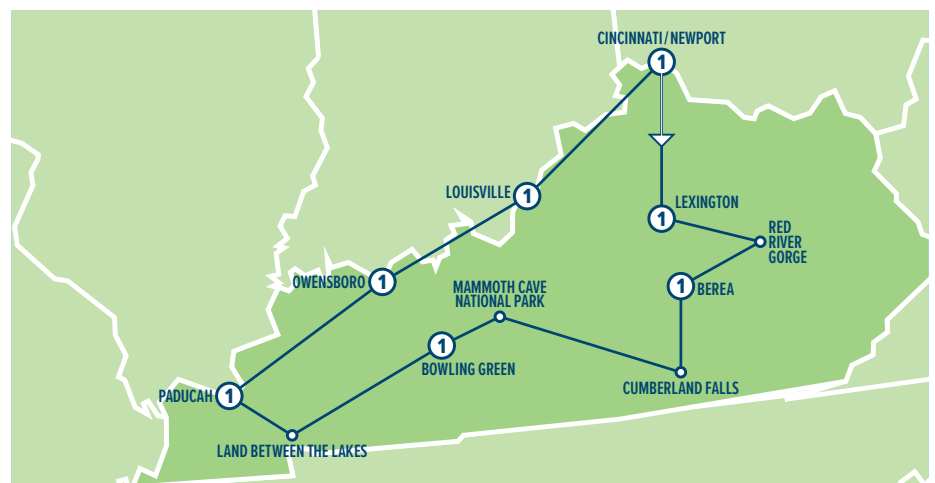 CINCINNATI/NEWPORT
1
LOUISVILLE
1
LEXINGTON
1
RED
RIVER
GORGE
OWENSBORO
1
MAMMOTH CAVE
NATIONAL PARK
1
BEREA
1
BOWLING GREEN
CUMBERLAND FALLS
PADUCAH
1
LAND BETWEEN THE LAKES